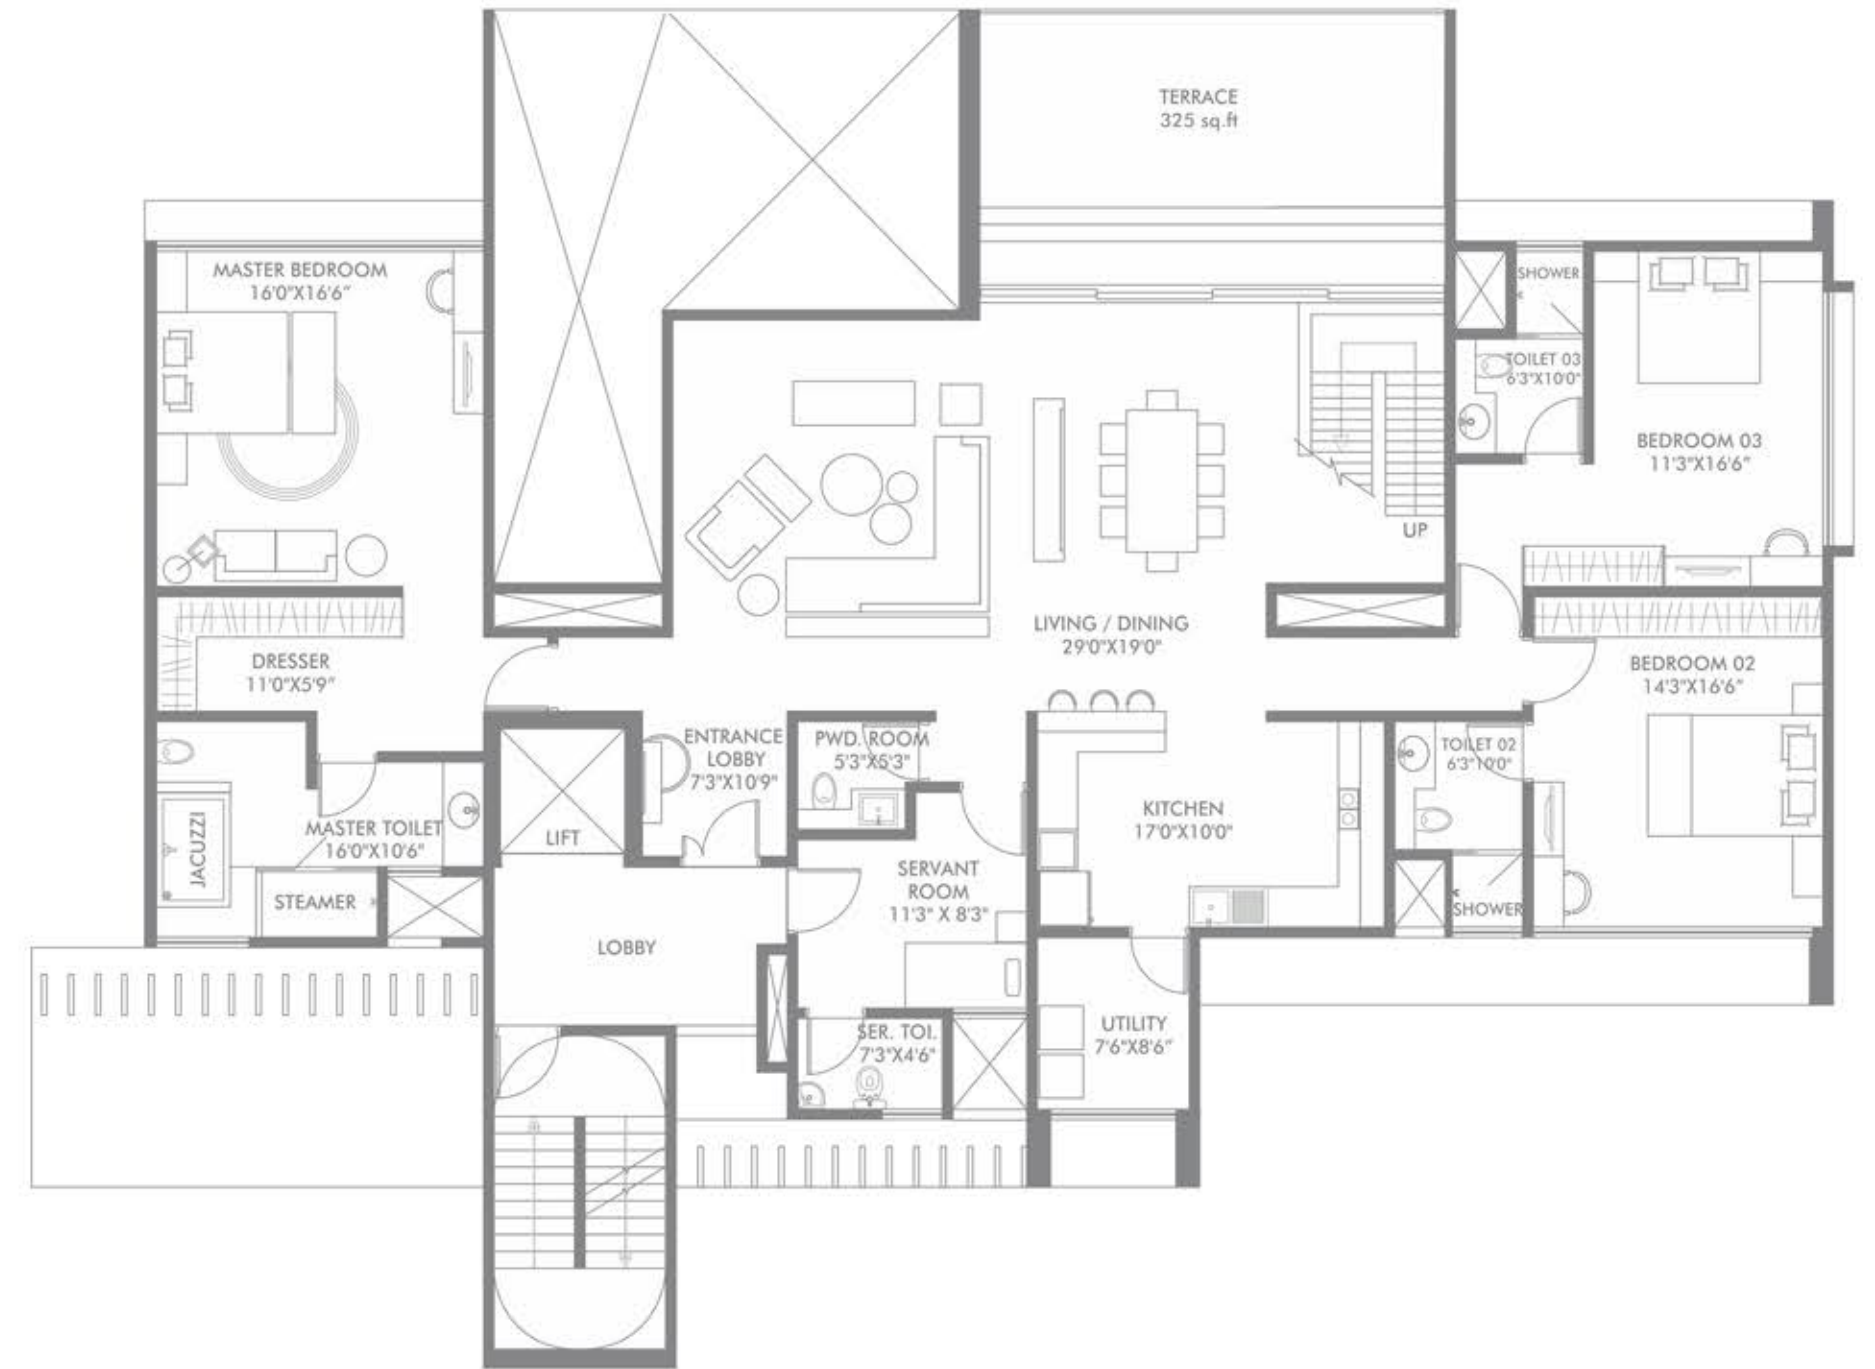 TERRACE
325 sq.ft
MASTER BEDROOM
16'0"X16'6"
SHOWER
TOILET 03
6'3"X10'0"
BEDROOM 03
11'3"X16'6"
UP
LIVING / DINING
29'0"X19'0"
DRESSER
11'0"X5'9"
BEDROOM 02
14'3"X16'6"
ENTRANCE
LOBBY
7'3"X10'9"
PWD. ROOM
5'3"X5'3"
TOILET 02
6'3"10'0"
KITCHEN
17'0"X10'0"
LIFT
MASTER TOILET
16'0"X10'6"
JACUZZI
STEAMER
SERVANT
ROOM
11'3" X 8'3"
SHOWER
LOBBY
SER. TOI.
7'3"X4'6"
UTILITY
7'6"X8'6"